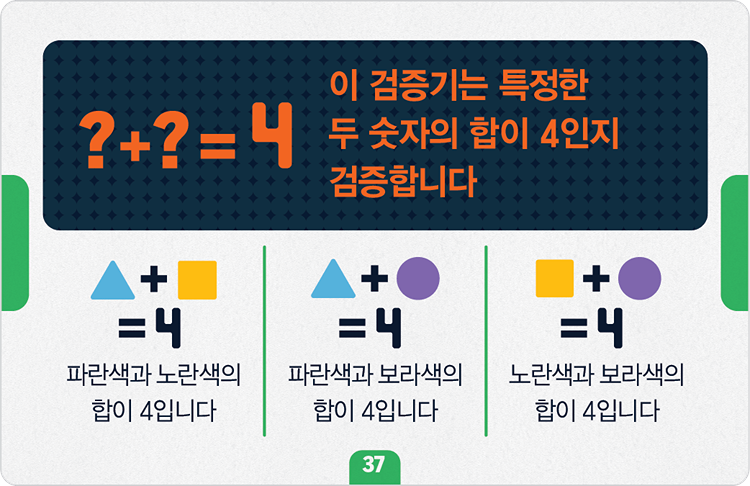 ?+?=4
이 검증기는 특정한
두 숫자의 합이 4인지
검증합니다
+
=4
파란색과 노란색의
합이 4입니다
+
=4
파란색과 보라색의
합이 4입니다
+
=4
노란색과 보라색의
합이 4입니다
37